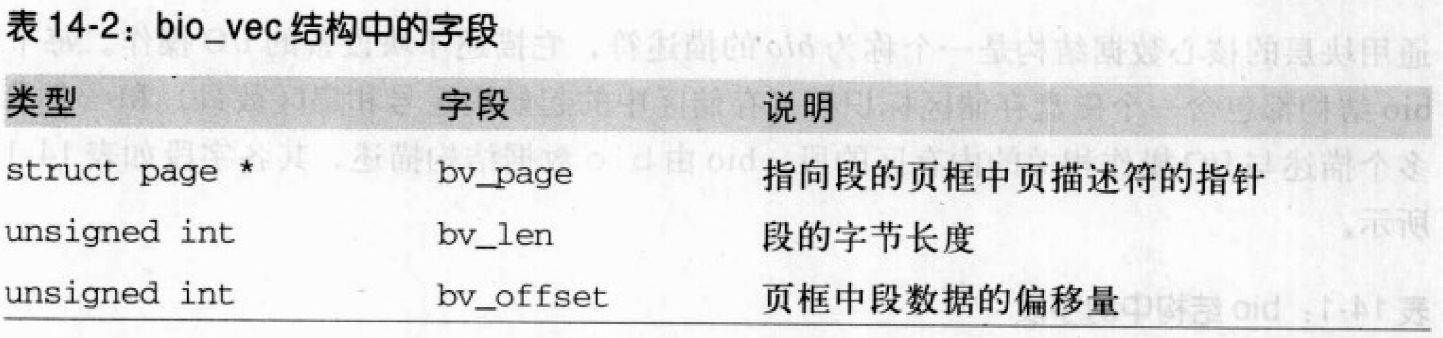 表 14-2：bio_vec 结构中的字段
类型 字段 说明
struct page * bv_page 指向段的页框中页描述符的指针
unsigned int bv_len 段的字节长度
unsigned int bv_offset 页框中段数据的偏移量